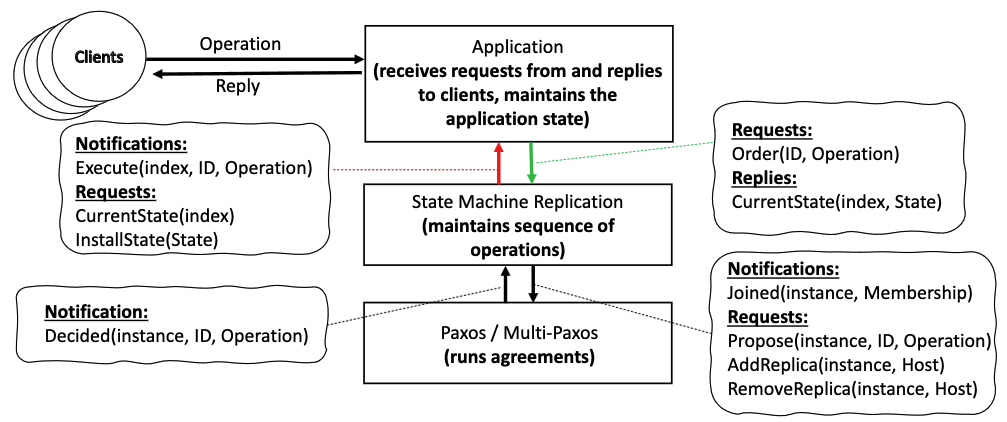 Clients
Operation
Reply
Application
(receives requests from and replies
to clients, maintains the
application state)
Notifications:
Execute(index, ID, Operation)
Requests:
CurrentState(index)
InstallState(State)
Requests:
Order(ID, Operation)
Replies:
CurrentState(index, State)
State Machine Replication
(maintains sequence of
operations)
Notification:
Decided(instance, ID, Operation)
Notifications:
Joined(instance, Membership)
Requests:
Propose(instance, ID, Operation)
AddReplica(instance, Host)
RemoveReplica(instance, Host)
Paxos / Multi-Paxos
(runs agreements)